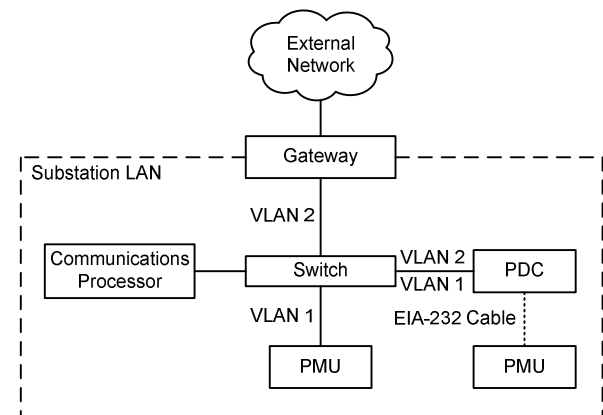 External
Network
Gateway
Substation LAN
VLAN 2
Communications
Processor
Switch
VLAN 2
VLAN 1
PDC
VLAN 1
EIA-232 Cable
PMU
PMU